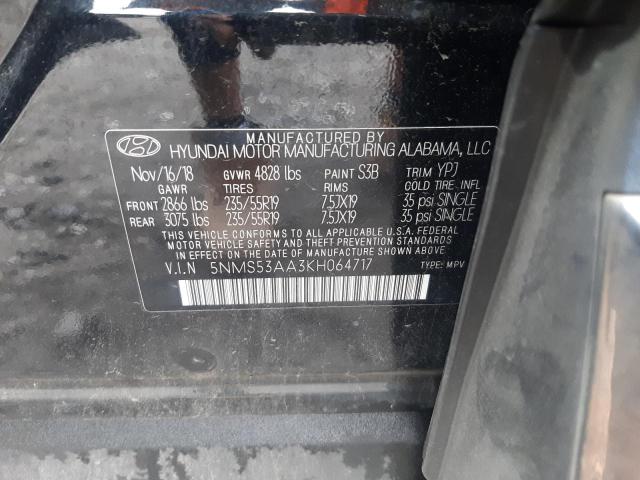 MANUFACTURED BY
HYUNDAI MOTOR MANUFACTURING ALABAMA, LLC
Nov/16/18 GVWR 4828 lbs PAINT S3B TRIM YPJ
GAWR TIRES RIMS COLD TIRE INFL
FRONT 2866 lbs 235/55R19 7.5JX19 35 psi SINGLE
REAR 3075 lbs 235/55R19 7.5JX19 35 psi SINGLE
THIS VEHICLE CONFORMS TO ALL APPLICABLE U.S.A. FEDERAL
MOTOR VEHICLE SAFETY AND THEFT PREVENTION STANDARDS
IN EFFECT ON THE DATE OF MANUFACTURE SHOWN ABOVE.
V.I.N 5NMS53AA3KH064717 TYPE: MPV